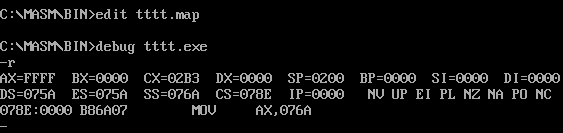 C:\MASM\BIN>edit tttt.map
C:\MASM\BIN>debug tttt.exe
-r
AX=FFFF BX=0000 CX=02B3 DX=0000 SP=0200 BP=0000 SI=0000 DI=0000
DS=075A ES=075A SS=076A CS=078E IP=0000 NV UP EI PL NZ NA PO NC
078E:0000 B86A07 MOV AX,076A
-